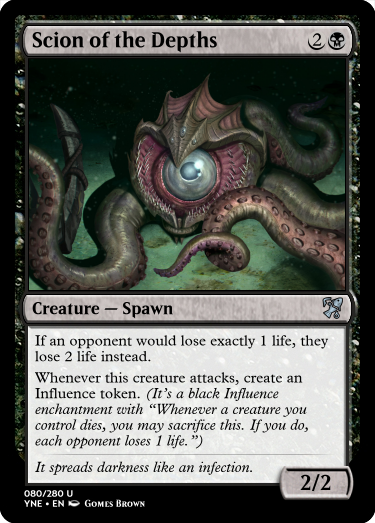 Scion of the Depths 2
Creature — Spawn
If an opponent would lose exactly 1 life, they
lose 2 life instead.
Whenever this creature attacks, create an
Influence token. (It's a black Influence
enchantment with “Whenever a creature you
control dies, you may sacrifice this. If you do,
each opponent loses 1 life.”)
It spreads darkness like an infection.
2/2
080/280 U
YNE • EN Gomes Brown